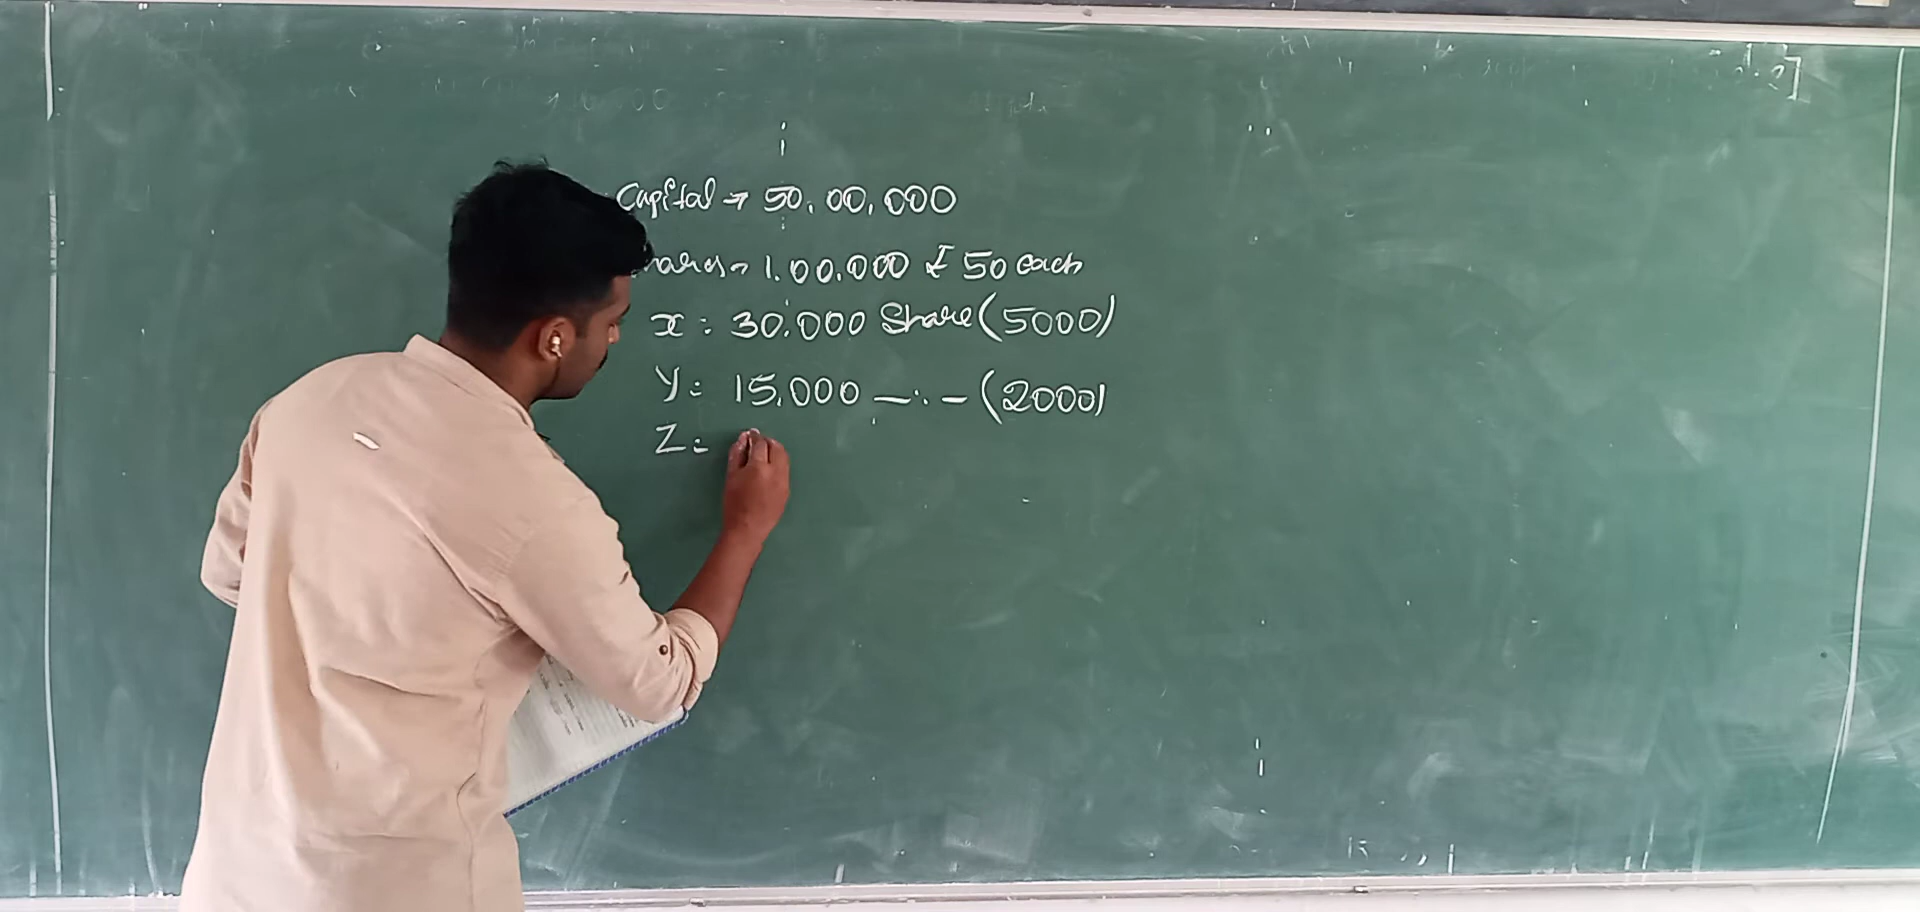 Capital → 50,00,000
Shares - 1,00,000 ₹ 50 each
x : 30,000 Share (5000)
Y : 15,000 —·.— (2000)
Z :